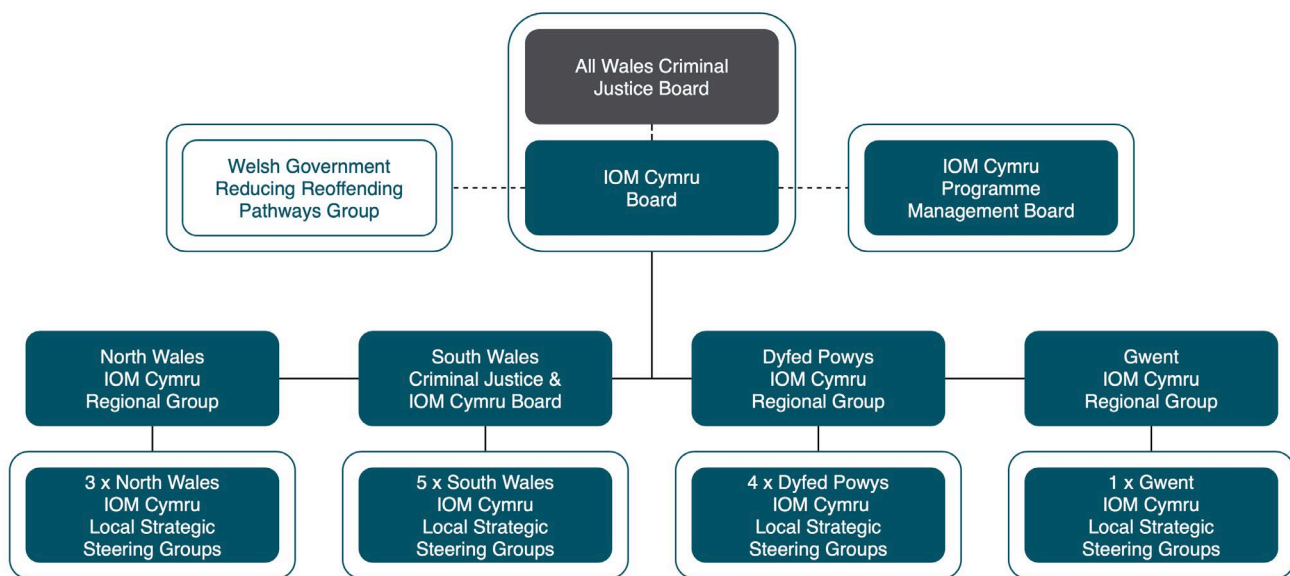 All Wales Criminal
Justice Board
Welsh Government
Reducing Reoffending
Pathways Group
IOM Cymru
Board
IOM Cymru
Programme
Management Board
North Wales
IOM Cymru
Regional Group
South Wales
Criminal Justice &
IOM Cymru Board
Dyfed Powys
IOM Cymru
Regional Group
Gwent
IOM Cymru
Regional Group
3 x North Wales
IOM Cymru
Local Strategic
Steering Groups
5 x South Wales
IOM Cymru
Local Strategic
Steering Groups
4 x Dyfed Powys
IOM Cymru
Local Strategic
Steering Groups
1 x Gwent
IOM Cymru
Local Strategic
Steering Groups